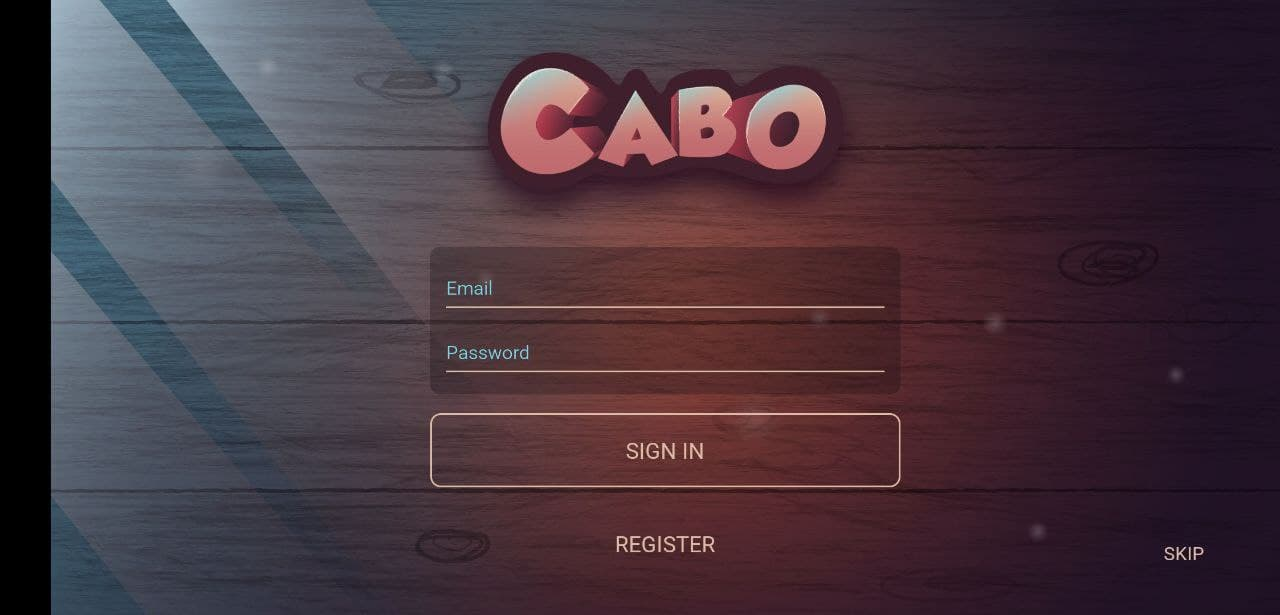 CABO
Email
Password
SIGN IN
REGISTER
SKIP